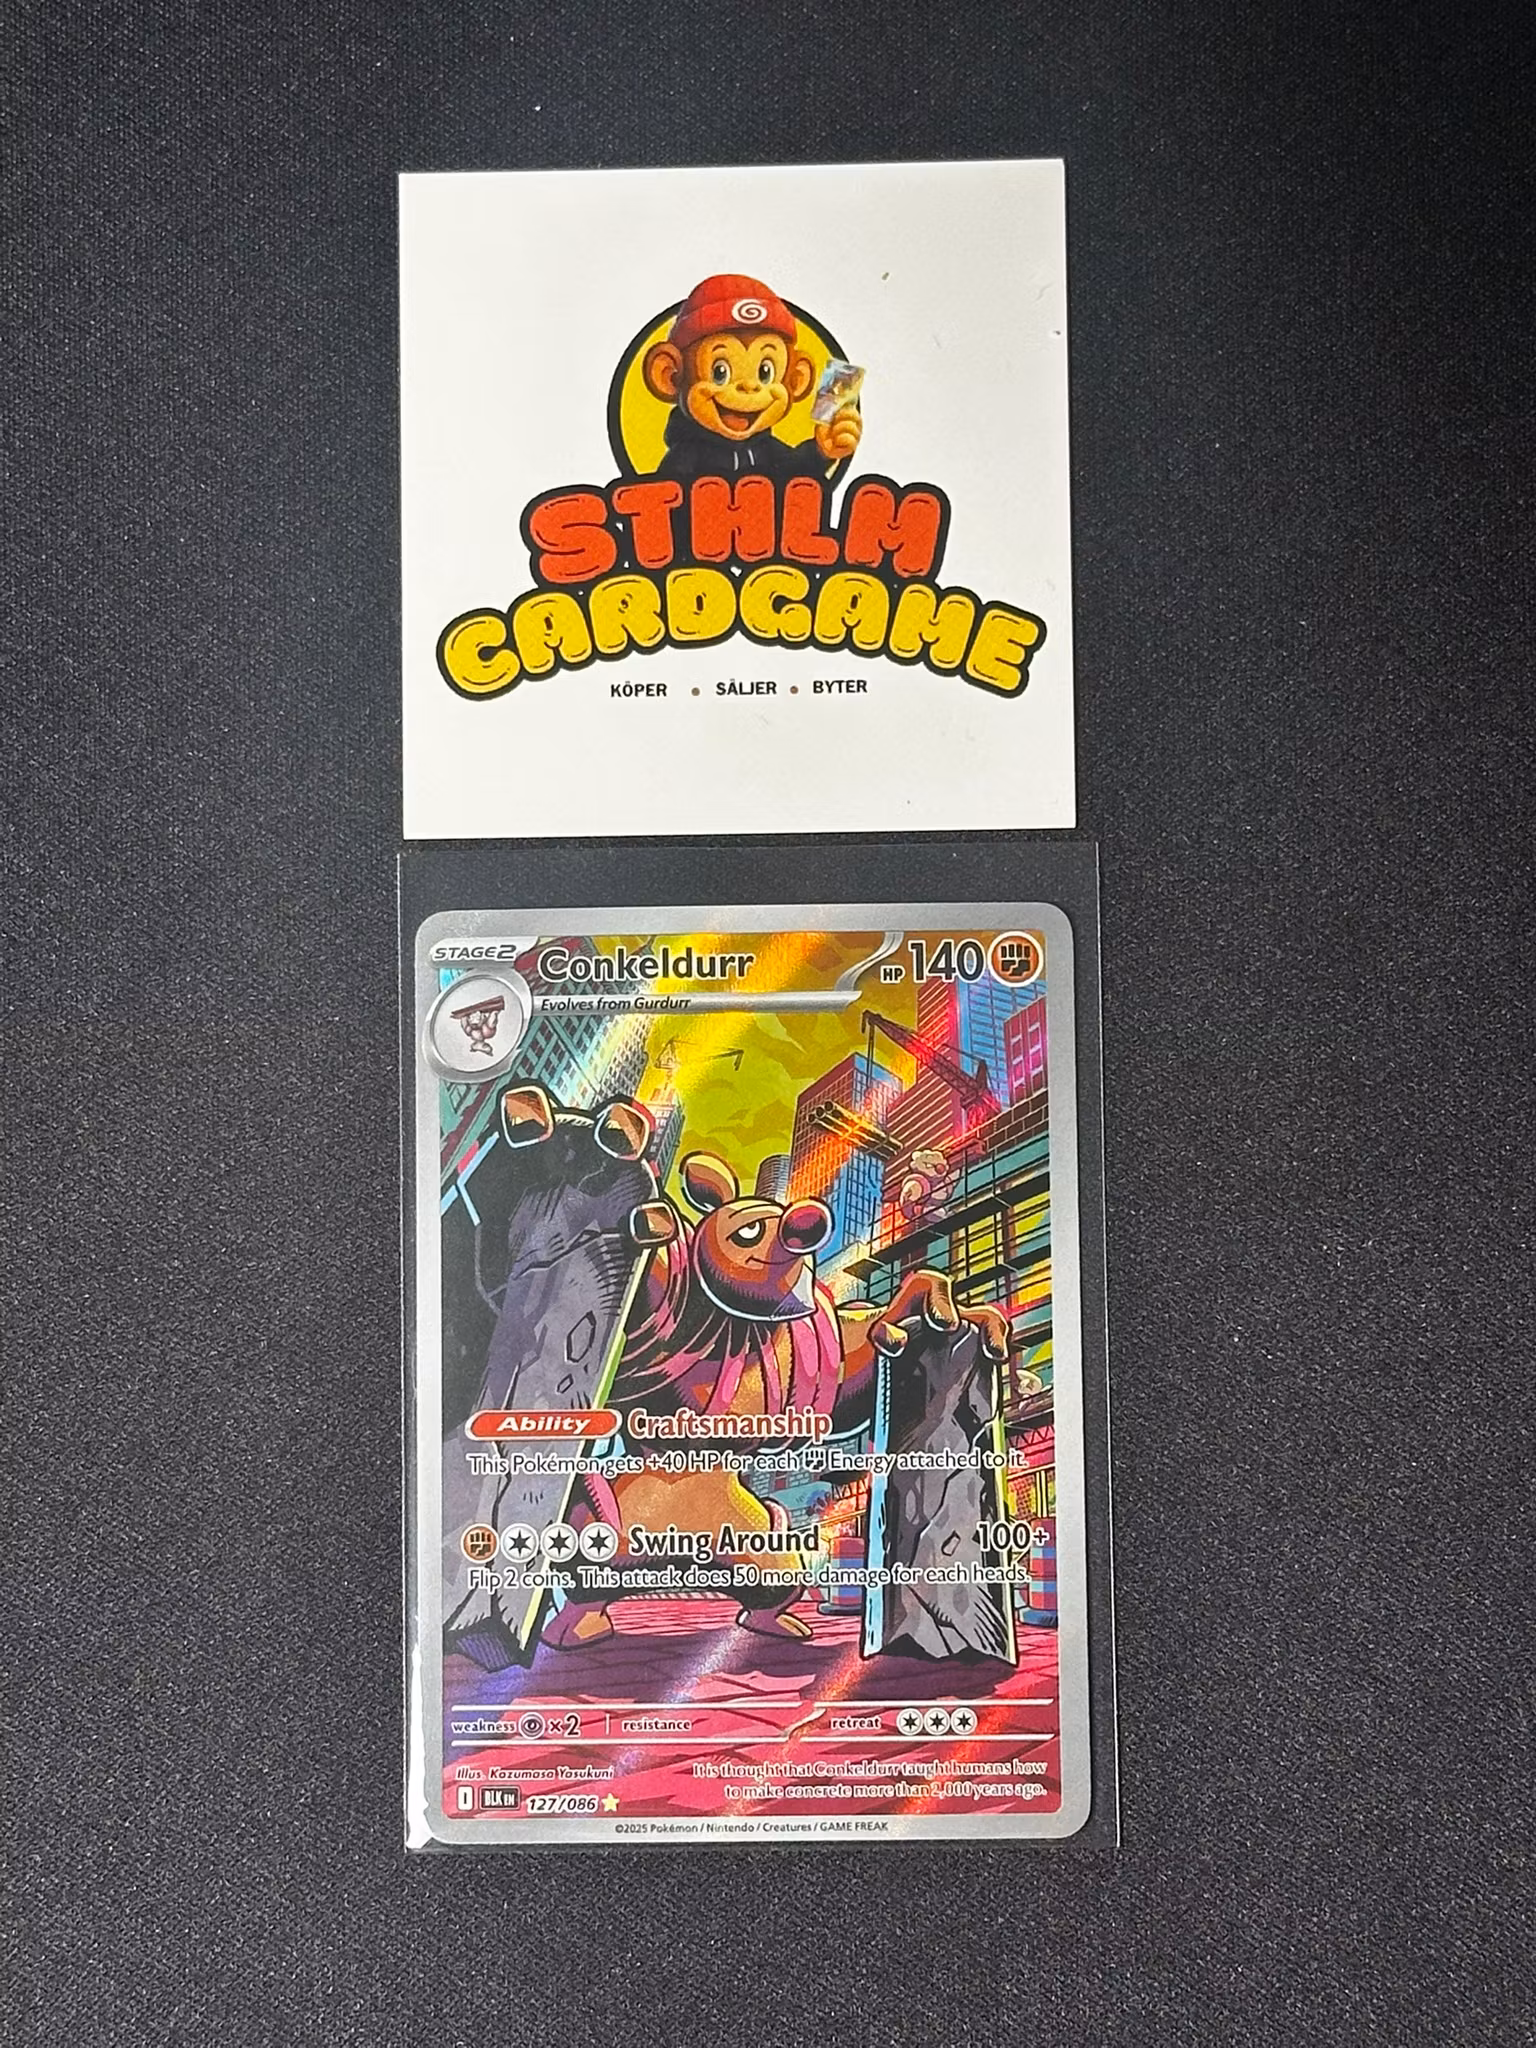 STHLM
CARDGAME
KÖPER • SÄLJER • BYTER
STAGE2 Conkeldurr HP 140
Evolves from Gurdurr
Ability Craftsmanship
This Pokémon gets +40 HP for each Energy attached to it.
Swing Around 100+
Flip 2 coins. This attack does 50 more damage for each heads.
weakness ×2 resistance retreat
Illus. Kazumasa Yasukuni
It is thought that Conkeldurr taught humans how
to make concrete more than 2,000 years ago.
I BLK EN 127/086
©2025 Pokémon / Nintendo / Creatures / GAME FREAK